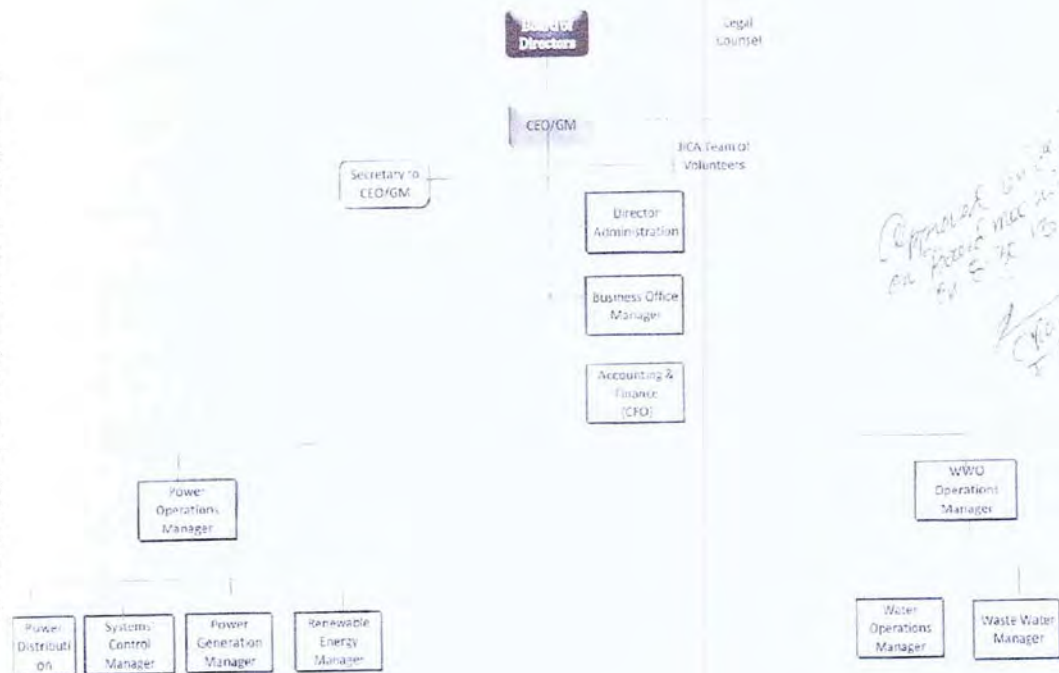 Board of
Directors
Legal
Counsel
CEO/GM
JICA Team of
Volunteers
Secretary to
CEO/GM
Director
Administration
Approved
on
Business Office
Manager
Accounting &
Finance
(CFO)
Power
Operations
Manager
WWO
Operations
Manager
Power
Distributi
on
Systems
Control
Manager
Power
Generation
Manager
Renewable
Energy
Manager
Water
Operations
Manager
Waste Water
Manager